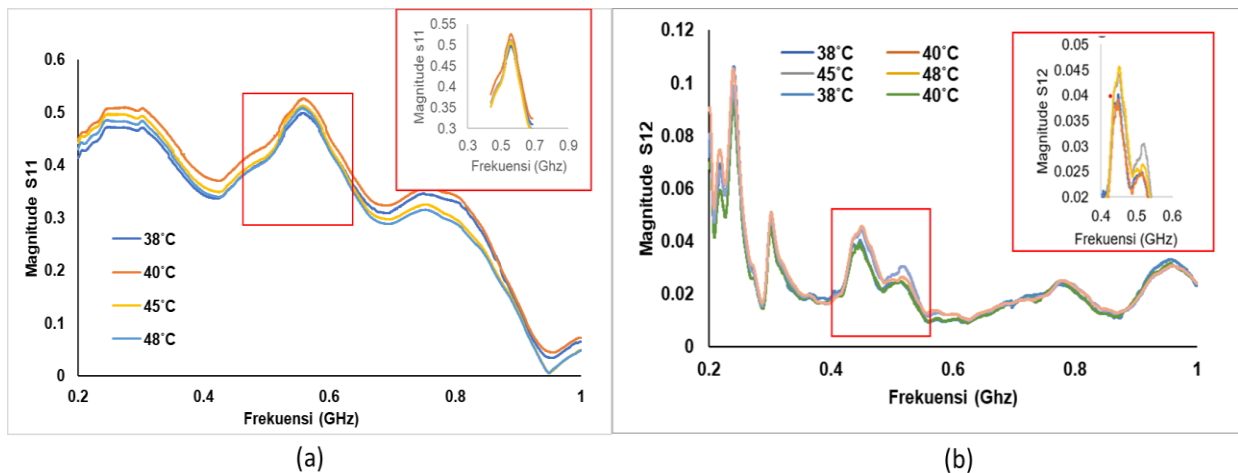 (a)
Magnitude S11
0.6
0.5
0.4
0.3
0.2
0.1
0
0.2
0.4
0.6
0.8
1
Frekuensi (GHz)
38˚C
40˚C
45˚C
48˚C
Magnitude s11
0.55
0.5
0.45
0.4
0.35
0.3
0.3
0.5
0.7
0.9
Frekuensi (Ghz)
(a)
(b)
Magnitude S12
0.12
0.1
0.08
0.06
0.04
0.02
0
0.2
0.4
0.6
0.8
1
Frekuensi (GHz)
38˚C
40˚C
45˚C
48˚C
38˚C
40˚C
Magnitude S12
0.05
0.045
0.04
0.035
0.03
0.025
0.02
0.4
0.5
0.6
Frekuensi (GHz)
(b)